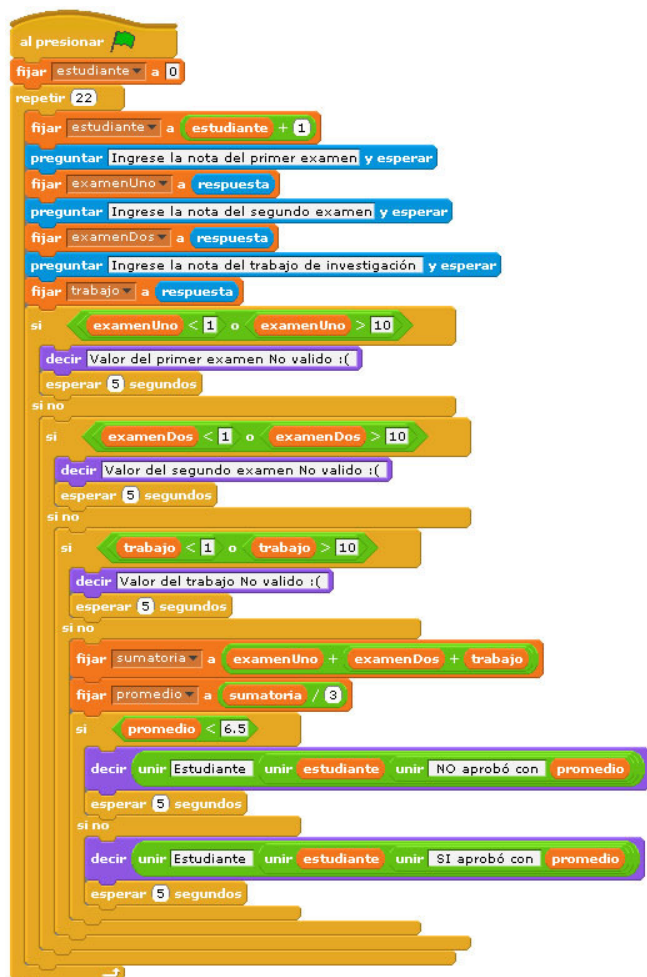 al presionar
fijar estudiante a 0
repetir 22
fijar estudiante a estudiante + 1
preguntar Ingrese la nota del primer examen y esperar
fijar examenUno a respuesta
preguntar Ingrese la nota del segundo examen y esperar
fijar examenDos a respuesta
preguntar Ingrese la nota del trabajo de investigación y esperar
fijar trabajo a respuesta
si examenUno < 1 o examenUno > 10
decir Valor del primer examen No valido :(
esperar 5 segundos
si no
si examenDos < 1 o examenDos > 10
decir Valor del segundo examen No valido :(
esperar 5 segundos
si no
si trabajo < 1 o trabajo > 10
decir Valor del trabajo No valido :(
esperar 5 segundos
si no
fijar sumatoria a examenUno + examenDos + trabajo
fijar promedio a sumatoria / 3
si promedio < 6.5
decir unir Estudiante unir estudiante unir NO aprobó con promedio
esperar 5 segundos
si no
decir unir Estudiante unir estudiante unir SI aprobó con promedio
esperar 5 segundos